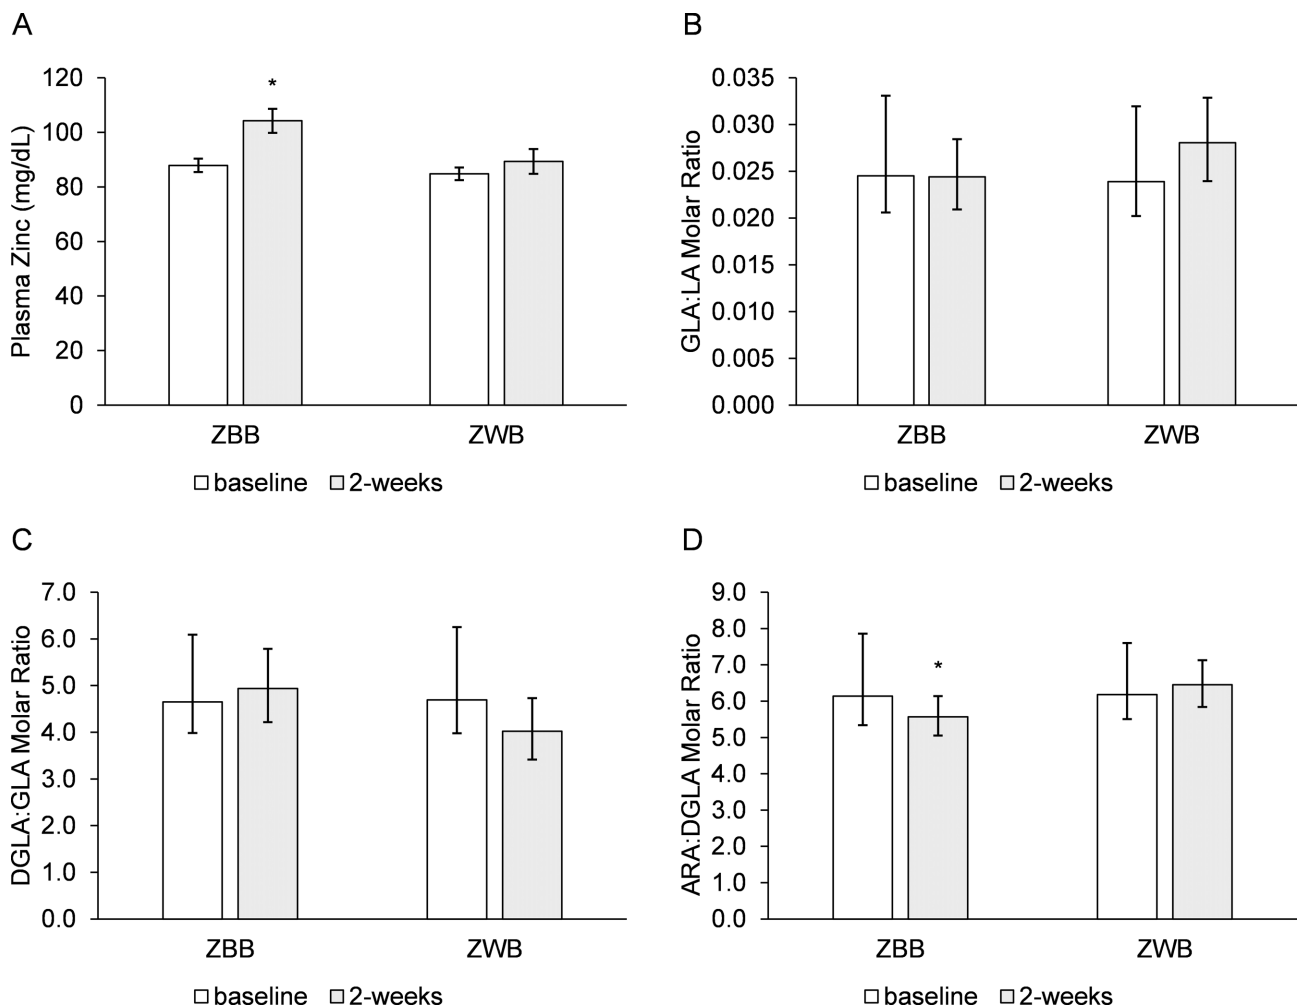 A
Plasma Zinc (mg/dL)
120
100
80
60
40
20
0
*
ZBB
ZWB
baseline 2-weeks
B
GLA:LA Molar Ratio
0.035
0.030
0.025
0.020
0.015
0.010
0.005
0.000
ZBB
ZWB
baseline 2-weeks
C
DGLA:GLA Molar Ratio
7.0
6.0
5.0
4.0
3.0
2.0
1.0
0.0
ZBB
ZWB
baseline 2-weeks
D
ARA:DGLA Molar Ratio
9.0
8.0
7.0
6.0
5.0
4.0
3.0
2.0
1.0
0.0
*
ZBB
ZWB
baseline 2-weeks